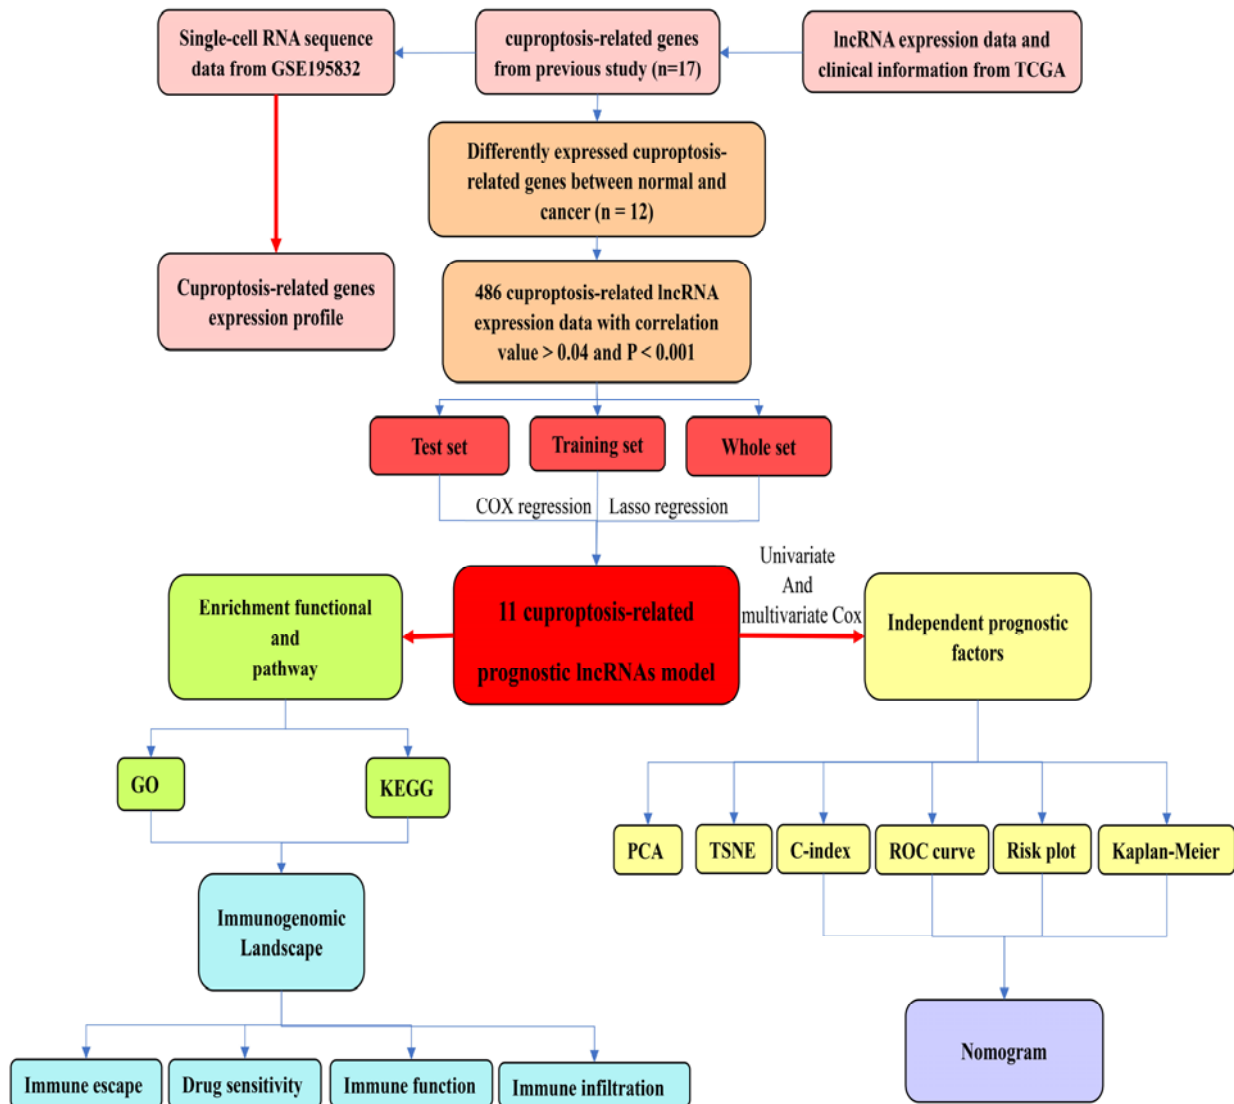 Single-cell RNA sequence
data from GSE195832
cuproptosis-related genes
from previous study (n=17)
lncRNA expression data and
clinical information from TCGA
Differently expressed cuproptosis-
related genes between normal and
cancer (n = 12)
Cuproptosis-related genes
expression profile
486 cuproptosis-related lncRNA
expression data with correlation
value > 0.04 and P < 0.001
Test set
Training set
Whole set
COX regression
Lasso regression
Univariate
And
multivariate Cox
Enrichment functional
and
pathway
11 cuproptosis-related
prognostic lncRNAs model
Independent prognostic
factors
GO
KEGG
PCA
TSNE
C-index
ROC curve
Risk plot
Kaplan-Meier
Immunogenomic
Landscape
Nomogram
Immune escape
Drug sensitivity
Immune function
Immune infiltration